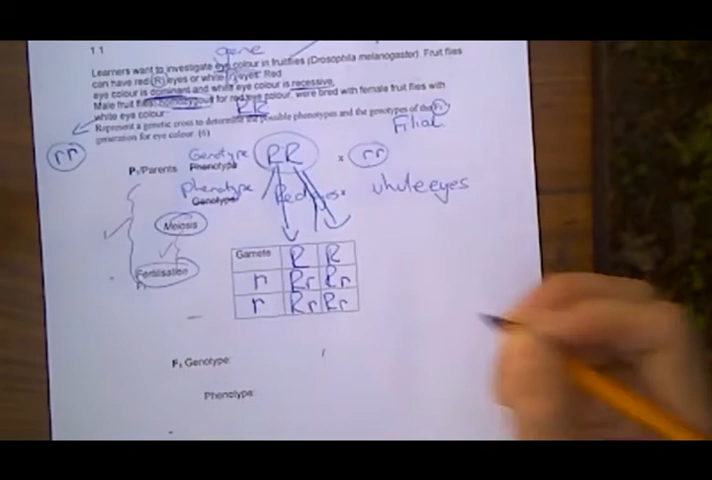 1.1
gene
Learners want to investigate eye colour in fruitflies (Drosophila melanogaster). Fruit flies
can have red (R) eyes or white (r) eyes. Red
eye colour is dominant and white eye colour is recessive.
Male fruit flies homozygous for red eye colour, were bred with female fruit flies with
white eye colour
RR
Represent a genetic cross to determine the possible phenotypes and the genotypes of the F₁
generation for eye colour. (6)
Filial
rr
P₁/Parents
Genotype RR x rr
Phenotype
Phenotype Red eyes x white eyes
Genotype
Meiosis
Fertilisation
Gamete R R
r Rr Rr
r Rr Rr
F₁ Genotype:
Phenotype: